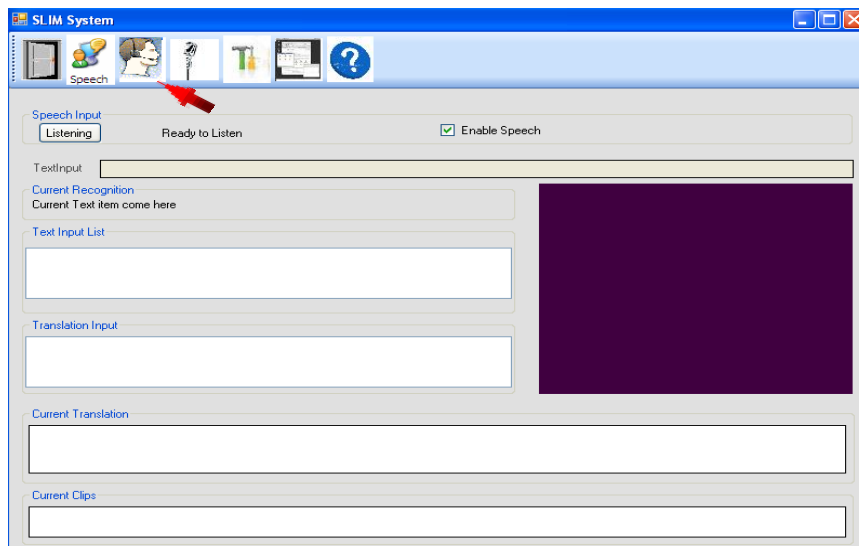 SLIM System
Speech
?
Speech Input
Listening
Ready to Listen
Enable Speech
TextInput
Current Recognition
Current Text item come here
Text Input List
Translation Input
Current Translation
Current Clips